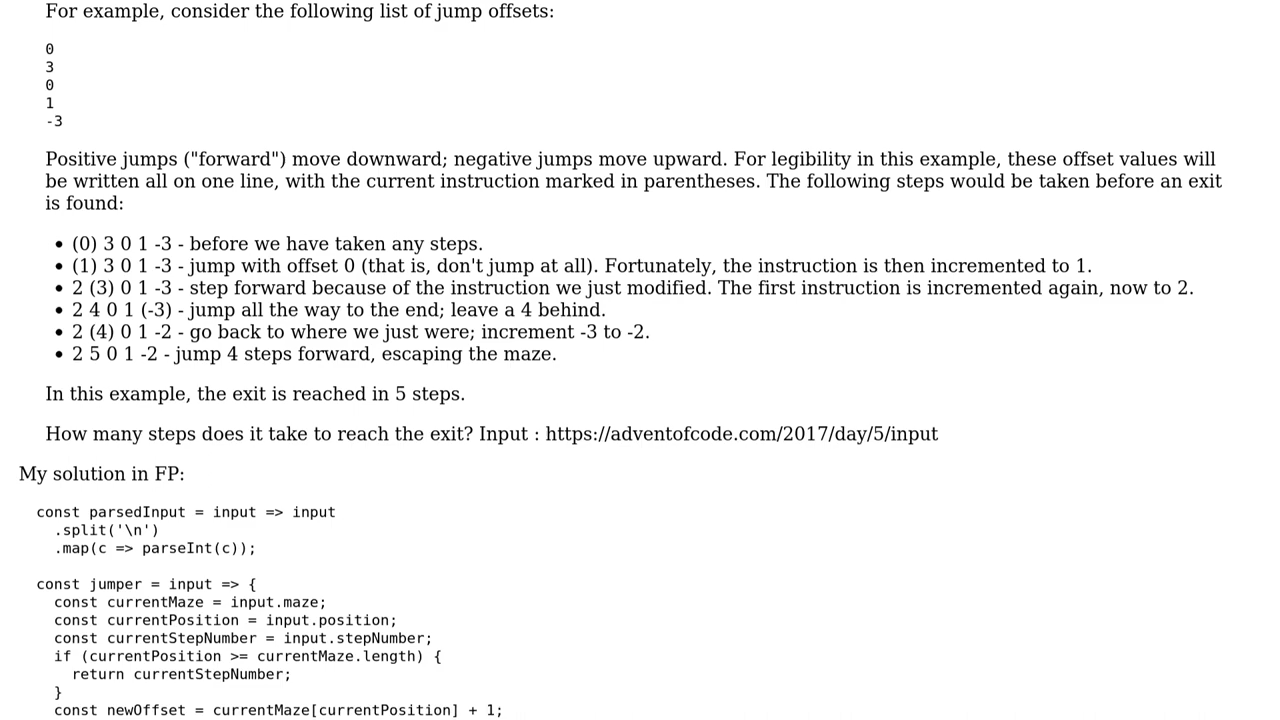 For example, consider the following list of jump offsets:
0
3
0
1
-3
Positive jumps ("forward") move downward; negative jumps move upward. For legibility in this example, these offset values will
be written all on one line, with the current instruction marked in parentheses. The following steps would be taken before an exit
is found:
• (0) 3 0 1 -3 - before we have taken any steps.
• (1) 3 0 1 -3 - jump with offset 0 (that is, don't jump at all). Fortunately, the instruction is then incremented to 1.
• 2 (3) 0 1 -3 - step forward because of the instruction we just modified. The first instruction is incremented again, now to 2.
• 2 4 0 1 (-3) - jump all the way to the end; leave a 4 behind.
• 2 (4) 0 1 -2 - go back to where we just were; increment -3 to -2.
• 2 5 0 1 -2 - jump 4 steps forward, escaping the maze.
In this example, the exit is reached in 5 steps.
How many steps does it take to reach the exit? Input : https://adventofcode.com/2017/day/5/input
My solution in FP:
const parsedInput = input => input
  .split('\n')
  .map(c => parseInt(c));
const jumper = input => {
  const currentMaze = input.maze;
  const currentPosition = input.position;
  const currentStepNumber = input.stepNumber;
  if (currentPosition >= currentMaze.length) {
    return currentStepNumber;
  }
  const newOffset = currentMaze[currentPosition] + 1;